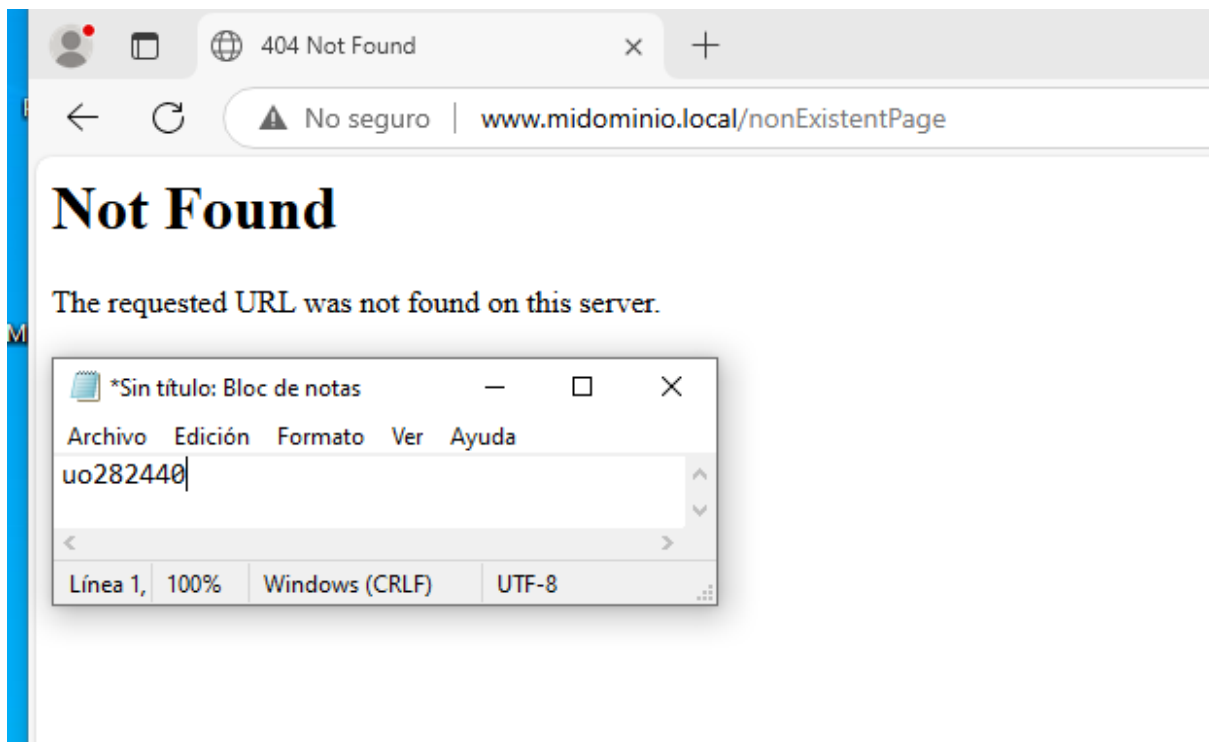 404 Not Found
No seguro | www.midominio.local/nonExistentPage
Not Found
The requested URL was not found on this server.
*Sin título: Bloc de notas
Archivo Edición Formato Ver Ayuda
uo282440
Línea 1, 100% Windows (CRLF) UTF-8